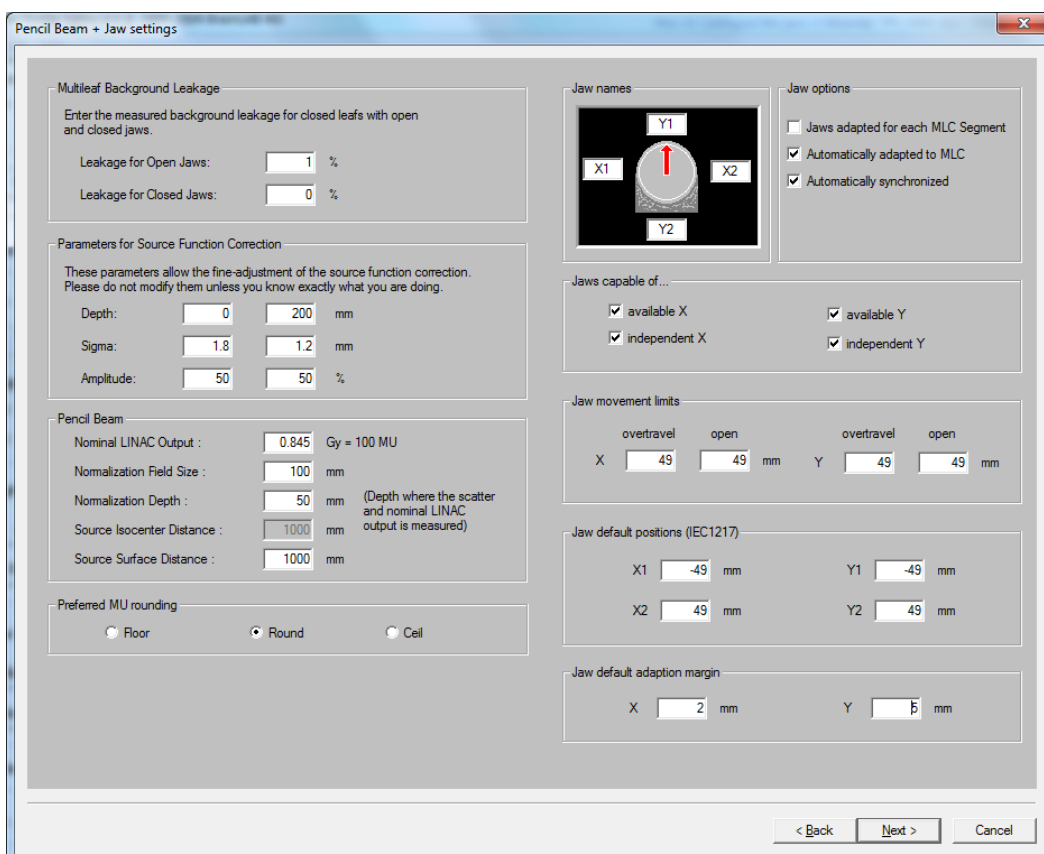 Pencil Beam + Jaw settings
Multileaf Background Leakage
Enter the measured background leakage for closed leafs with open
and closed jaws.
Leakage for Open Jaws: 1 %
Leakage for Closed Jaws: 0 %
Parameters for Source Function Correction
These parameters allow the fine-adjustment of the source function correction.
Please do not modify them unless you know exactly what you are doing.
Depth: 0 200 mm
Sigma: 1.8 1.2 mm
Amplitude: 50 50 %
Pencil Beam
Nominal LINAC Output : 0.845 Gy = 100 MU
Normalization Field Size : 100 mm
Normalization Depth : 50 mm (Depth where the scatter
and nominal LINAC
output is measured)
Source Isocenter Distance : 1000 mm
Source Surface Distance : 1000 mm
Preferred MU rounding
Floor Round Ceil
Jaw names
Y1
X1 X2
Y2
Jaw options
Jaws adapted for each MLC Segment
Automatically adapted to MLC
Automatically synchronized
Jaws capable of...
available X available Y
independent X independent Y
Jaw movement limits
overtravel open overtravel open
X 49 49 mm Y 49 49 mm
Jaw default positions (IEC1217)
X1 -49 mm Y1 -49 mm
X2 49 mm Y2 49 mm
Jaw default adaption margin
X 2 mm Y 5 mm
< Back Next > Cancel